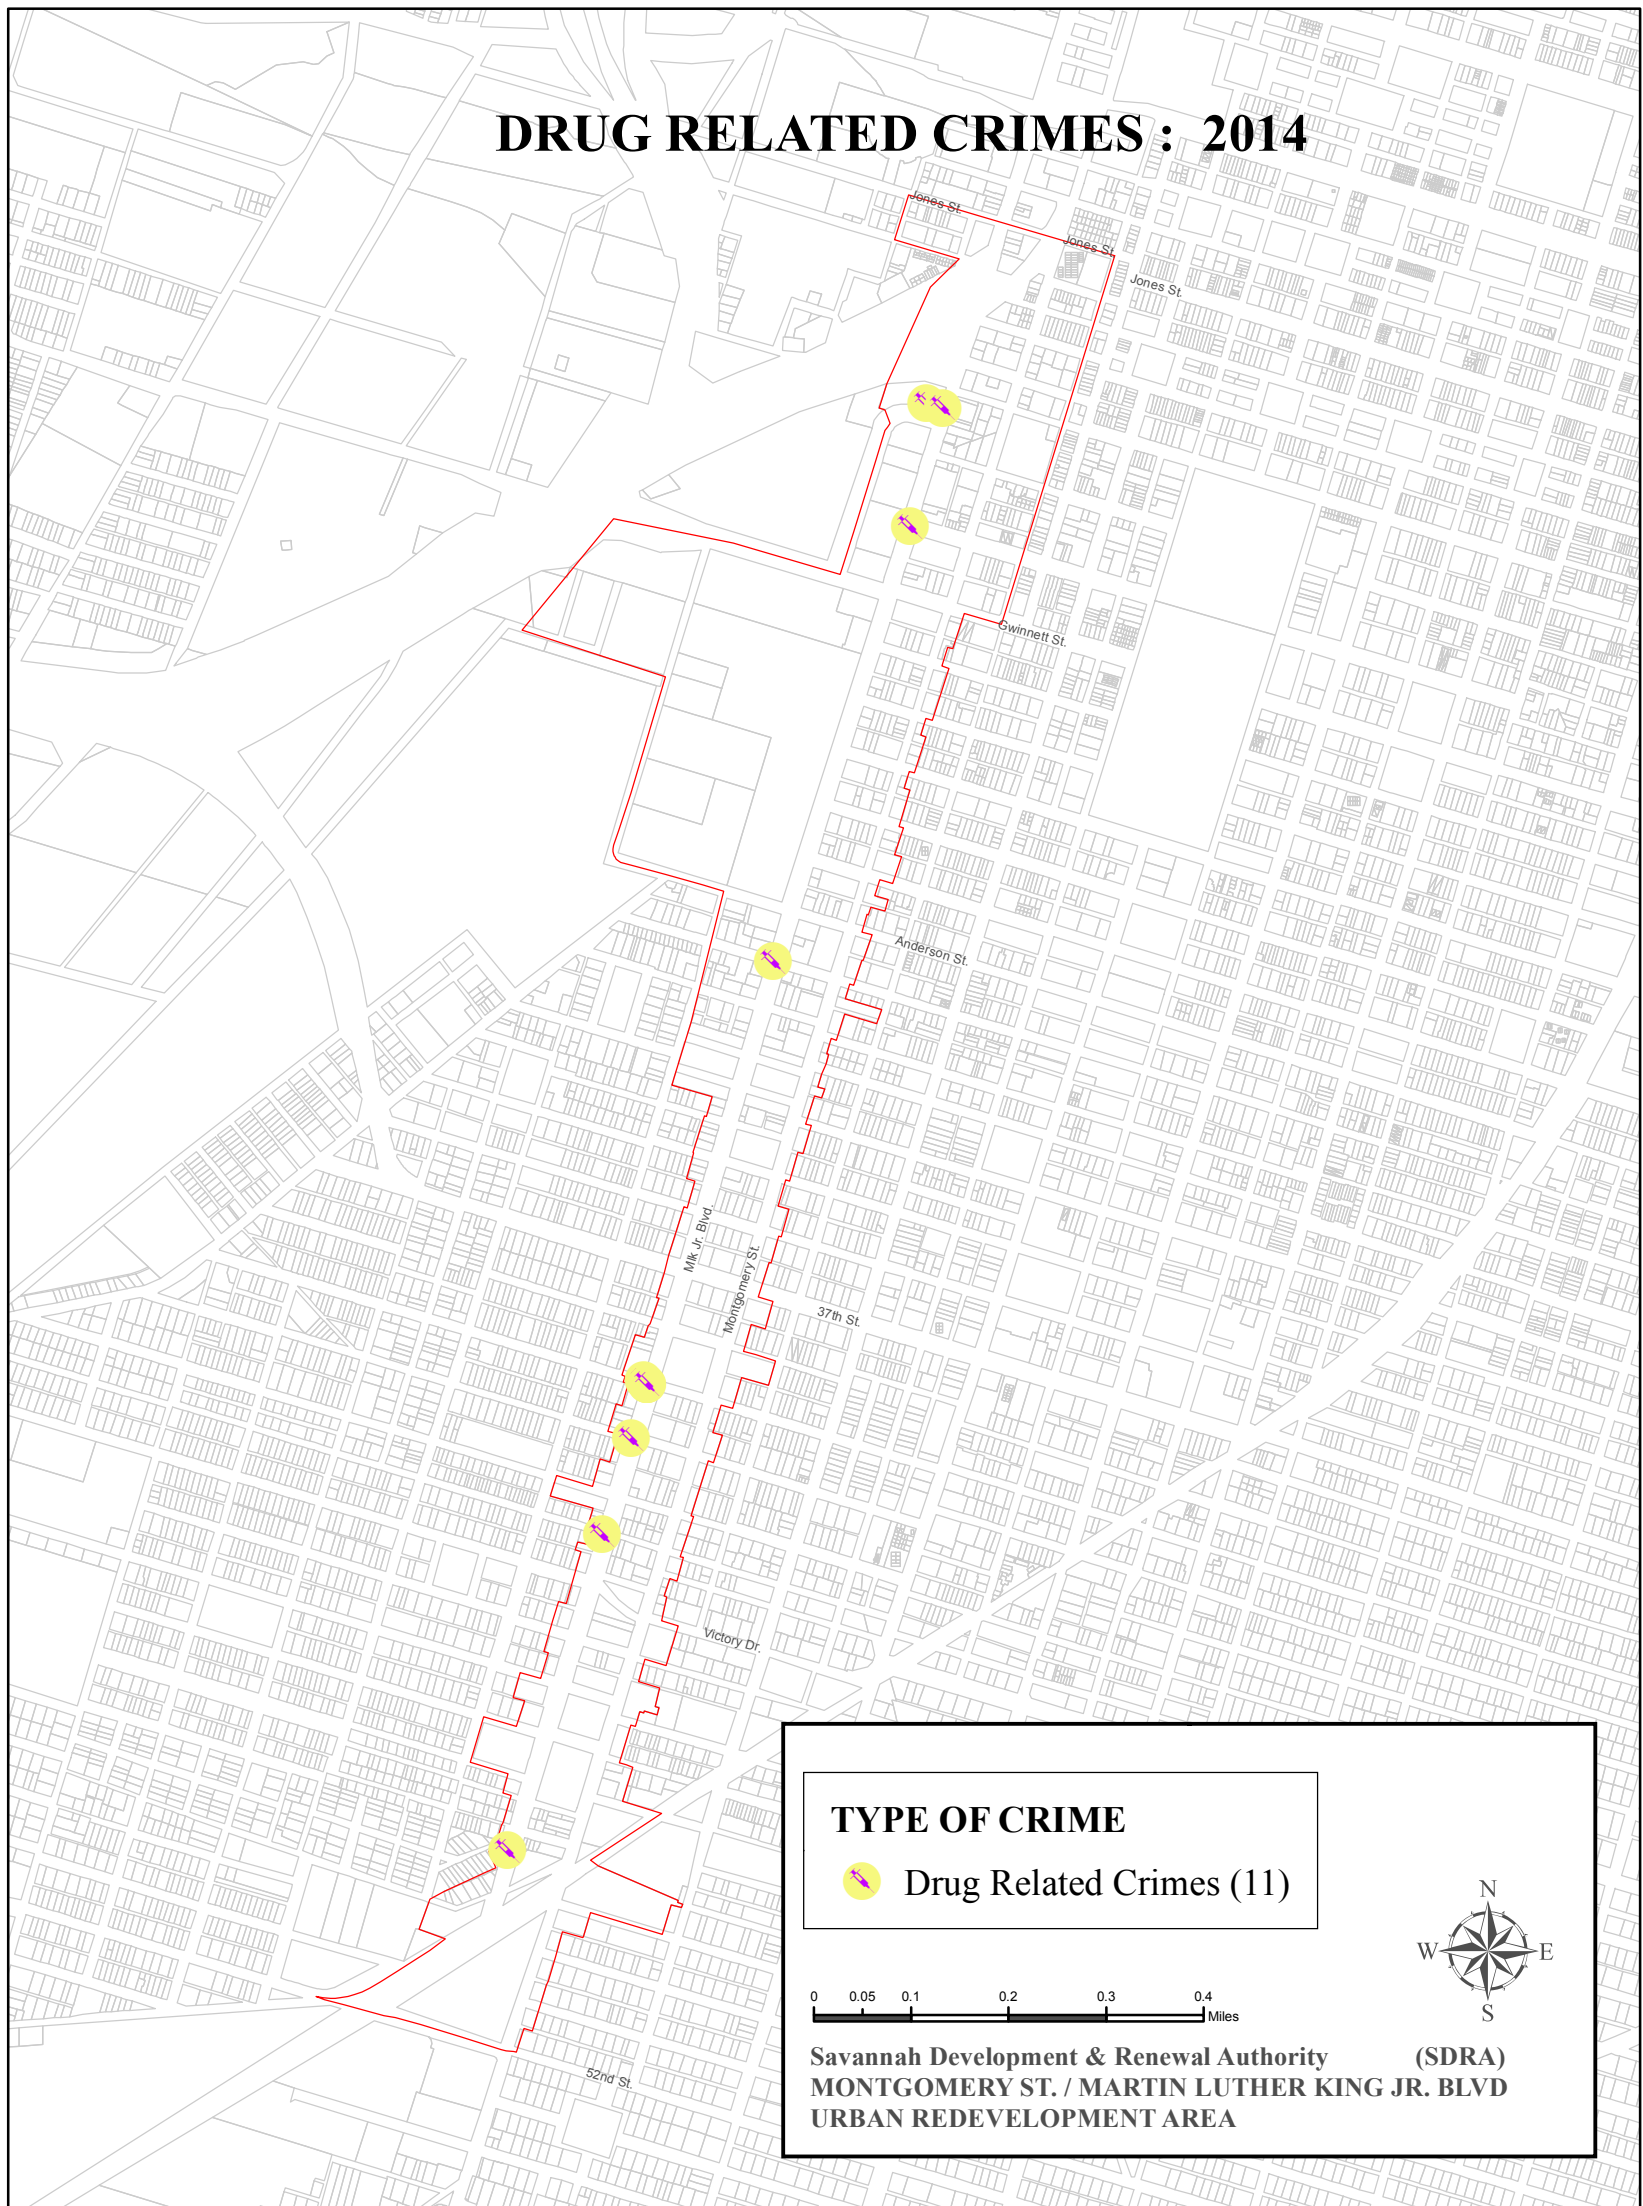 DRUG RELATED CRIMES : 2014
Jones St.
Jones St.
Jones St.
Gwinnett St.
Anderson St.
Mlk Jr. Blvd.
Montgomery St.
37th St.
Victory Dr.
52nd St.
TYPE OF CRIME
Drug Related Crimes (11)
N
W E
S
0 0.05 0.1 0.2 0.3 0.4
Miles
Savannah Development & Renewal Authority (SDRA)
MONTGOMERY ST. / MARTIN LUTHER KING JR. BLVD
URBAN REDEVELOPMENT AREA